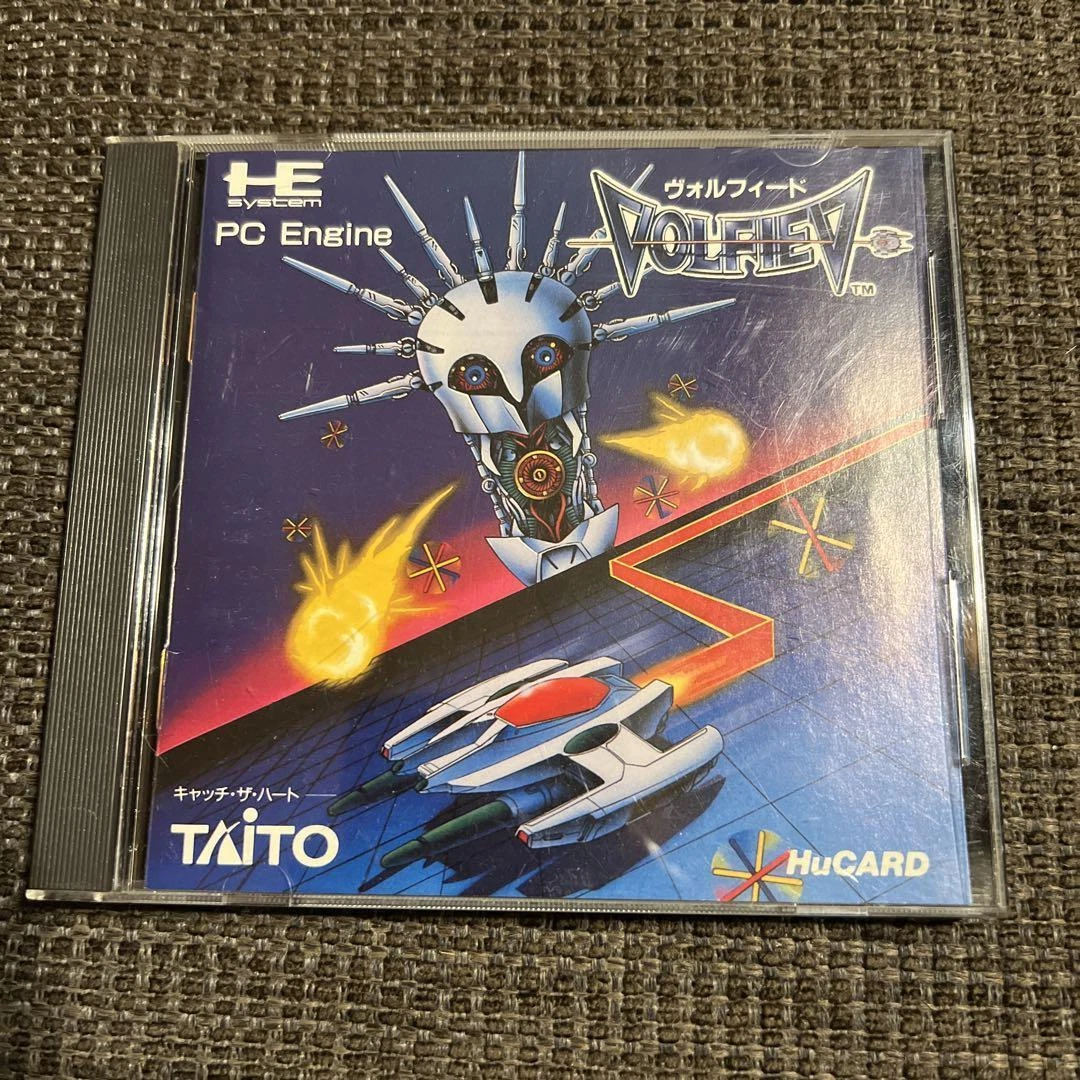 HE
system
PC Engine
ヴォルフィード
VOLFIED
TM
キャッチ・ザ・ハート
TAITO
HuCARD